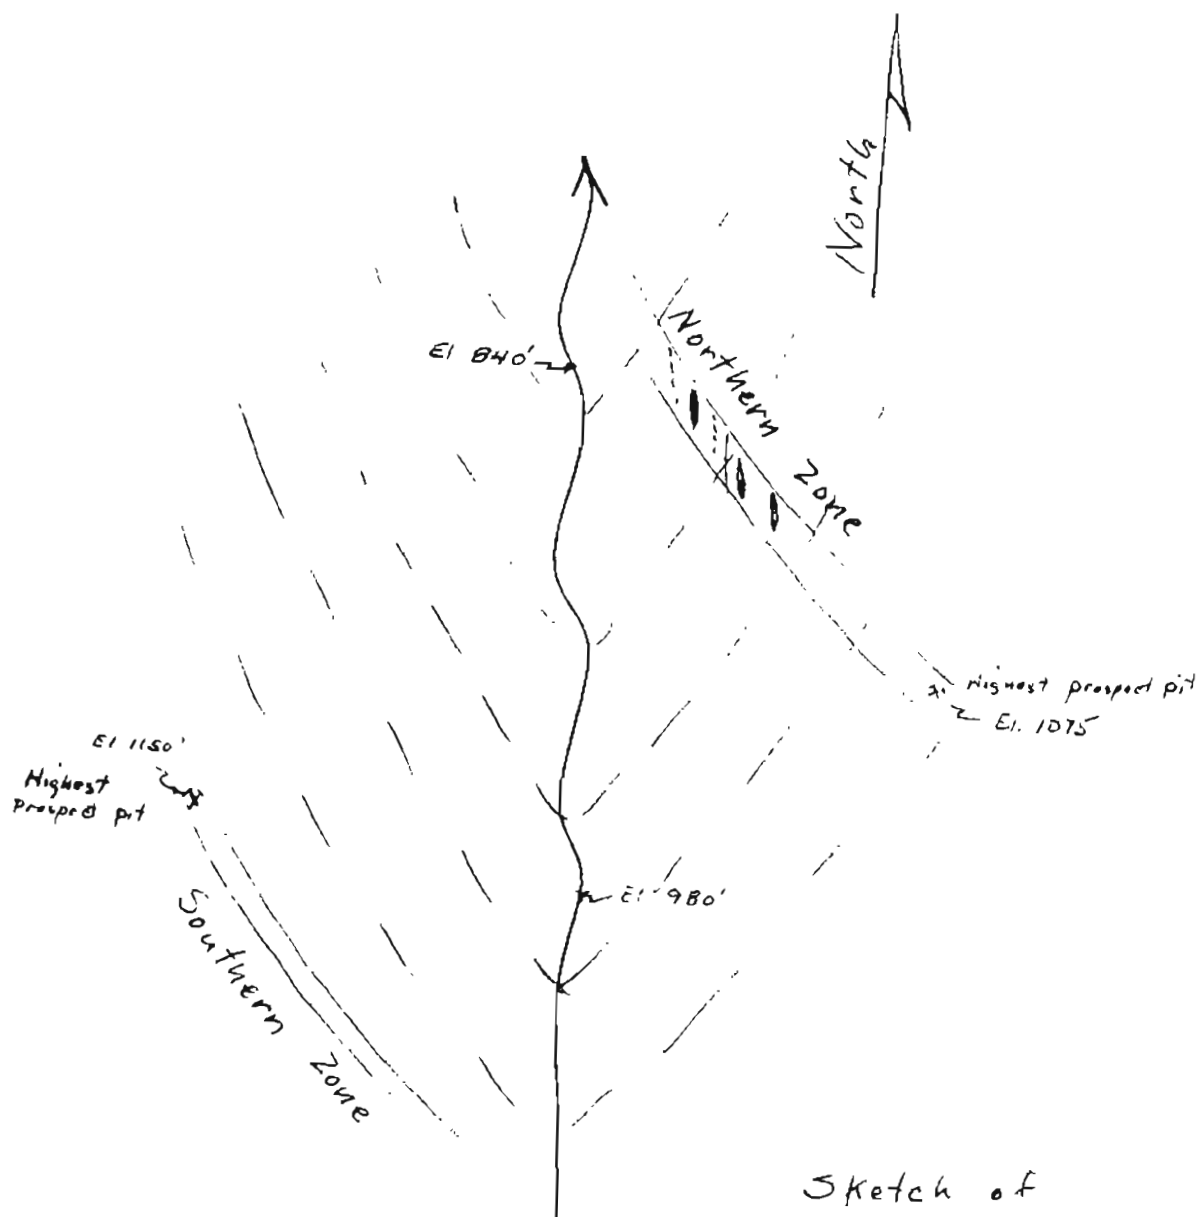 North
El 840'
Northern Zone
Highest prospect pit
El. 1075
El 1150'
Highest
prospect pit
El 980'
Southern Zone
Sketch of